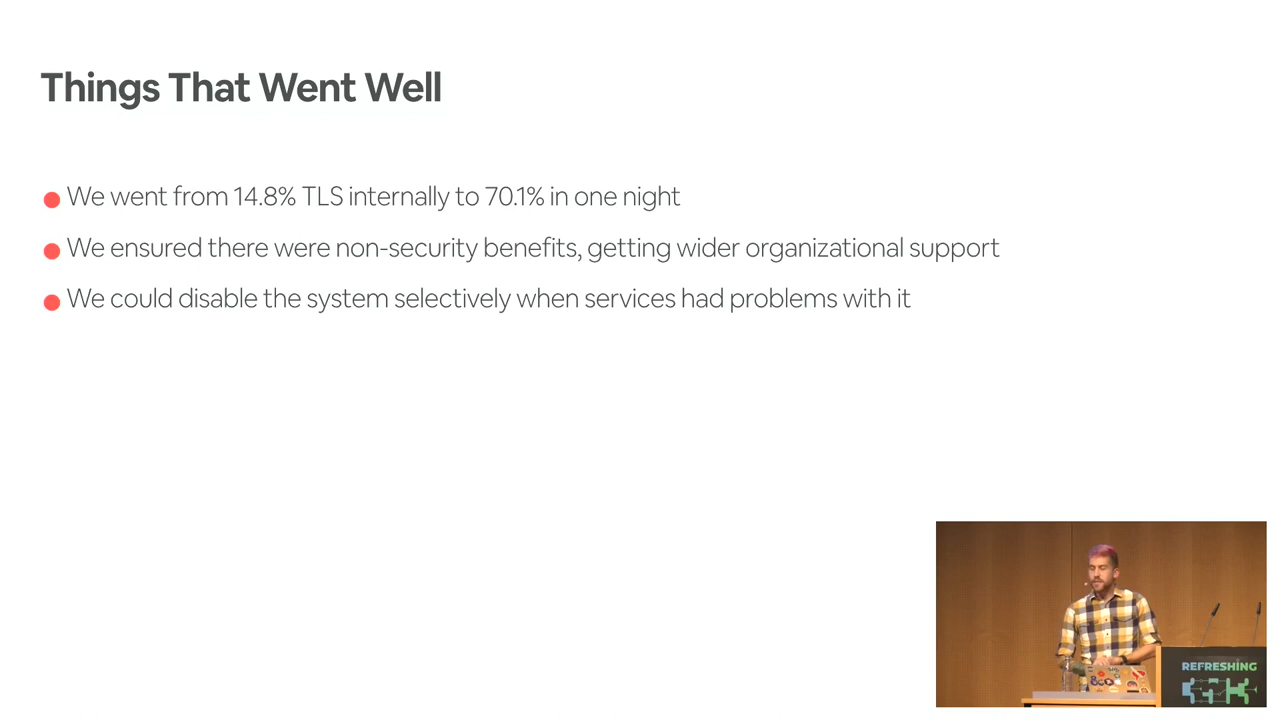 Things That Went Well
We went from 14.8% TLS internally to 70.1% in one night
We ensured there were non-security benefits, getting wider organizational support
We could disable the system selectively when services had problems with it
REFRESHING